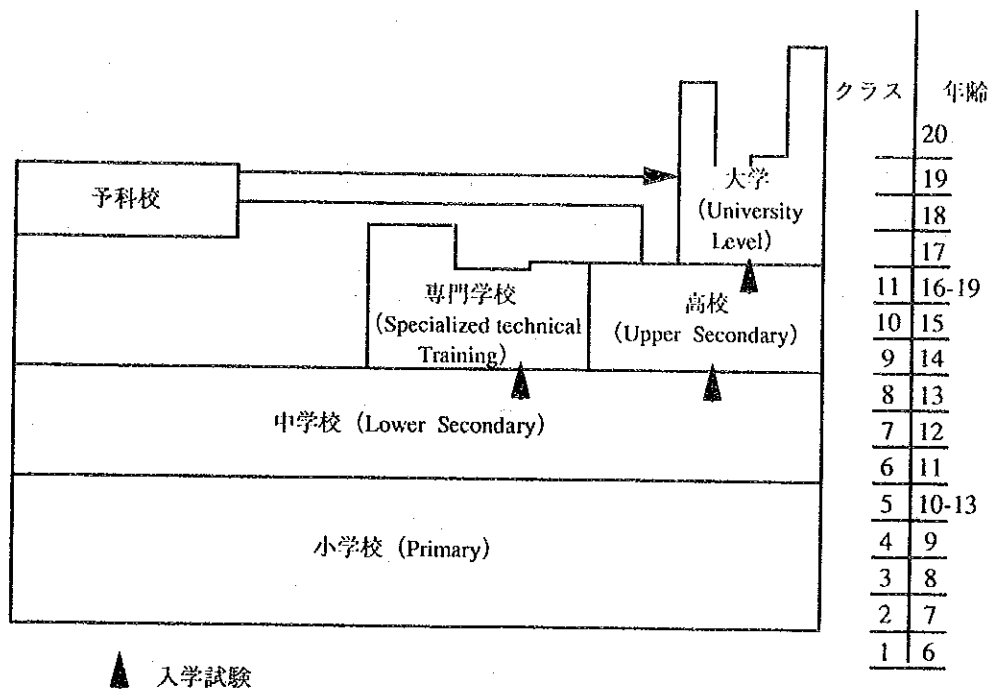 クラス 年齢
20
19
18
17
11 16-19
10 15
9 14
8 13
7 12
6 11
5 10-13
4 9
3 8
2 7
1 6
予科校
大学
(University
Level)
専門学校
(Specialized technical
Training)
高校
(Upper Secondary)
中学校 (Lower Secondary)
小学校 (Primary)
入学試験